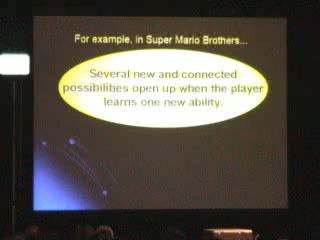 For example, in Super Mario Brothers...
Several new and connected
possibilities open up when the player
learns one new ability.